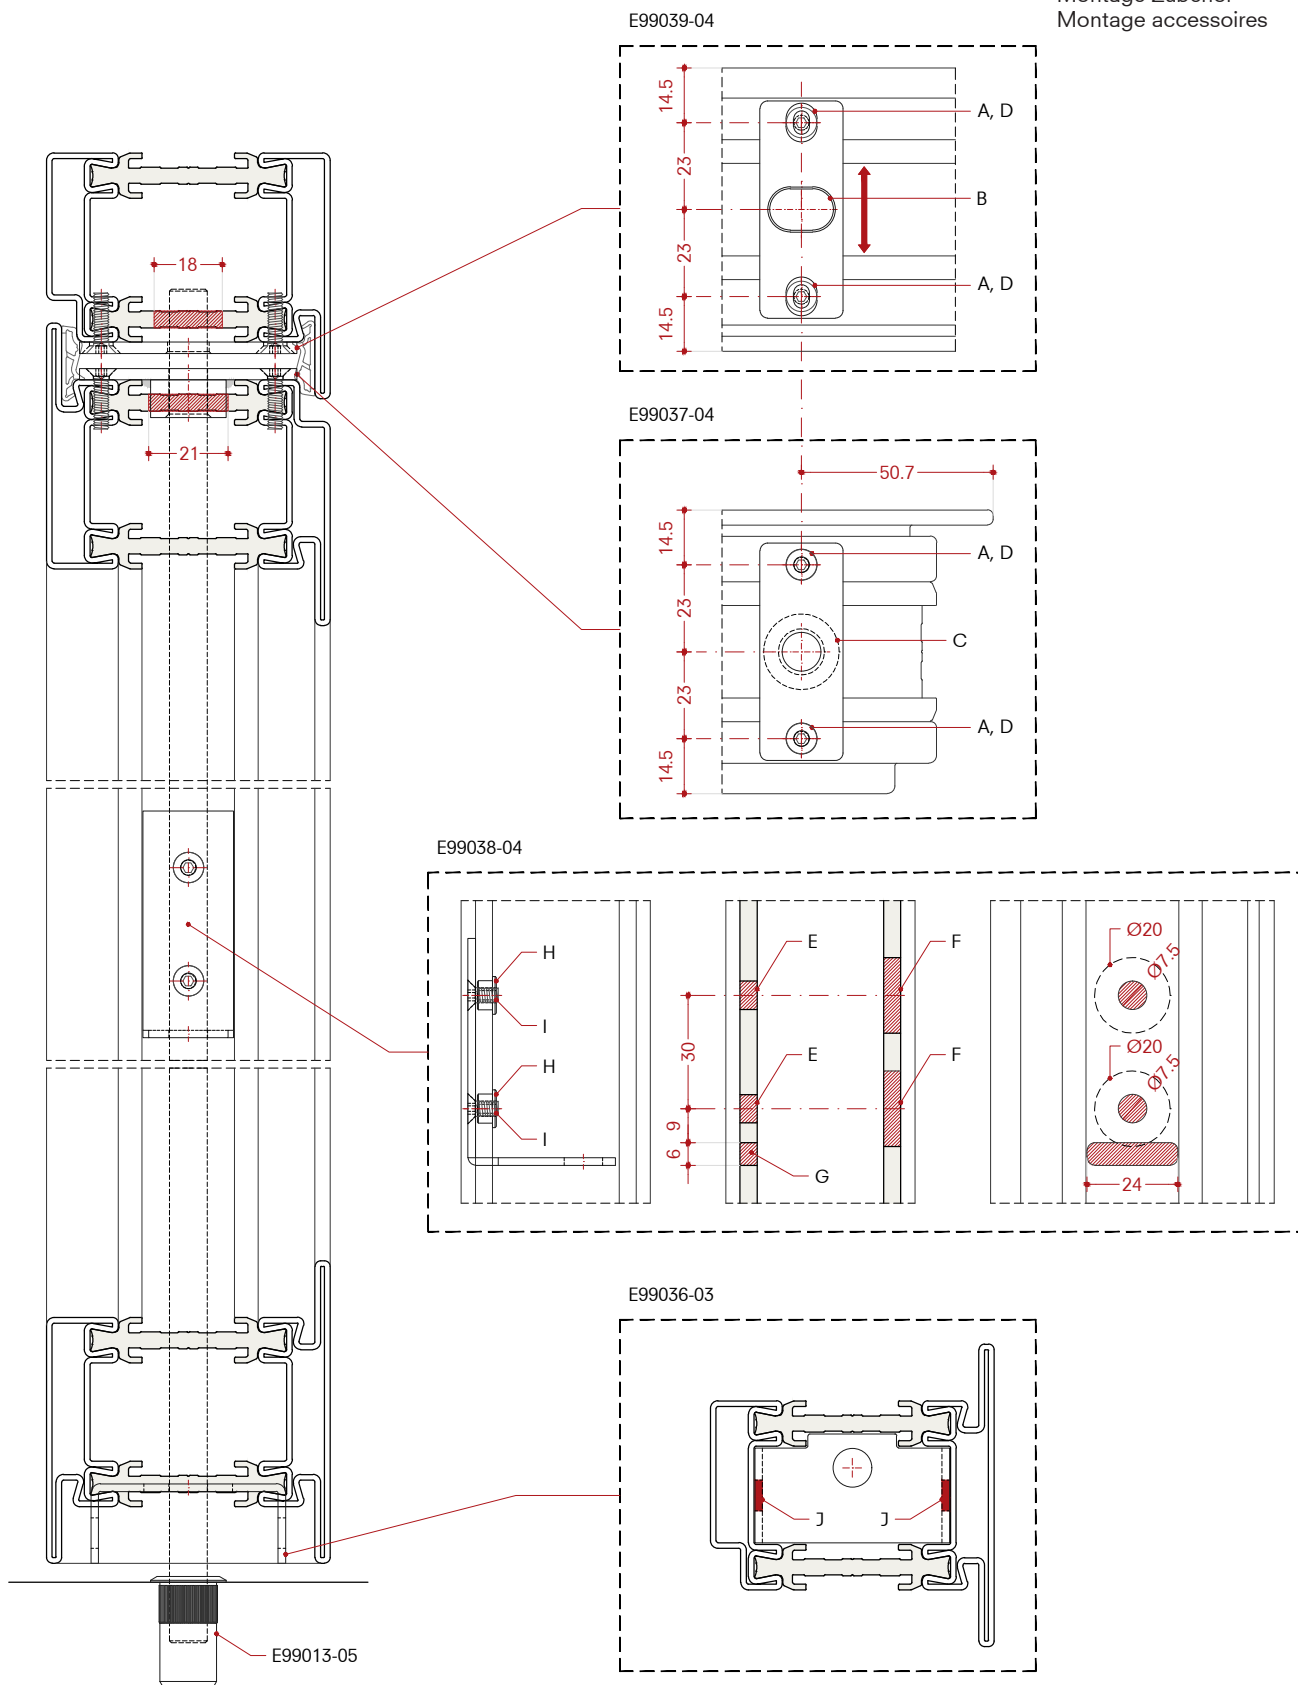 Montage Zubehör
Montage accessoires
E99039-04
14.5
A, D
23
B
23
A, D
14.5
18
21
E99037-04
50.7
14.5
A, D
23
C
23
A, D
14.5
E99038-04
H
I
H
I
E
F
30
E
F
9
6
G
Ø20
Ø7.5
Ø20
Ø7.5
24
E99036-03
J
J
E99013-05